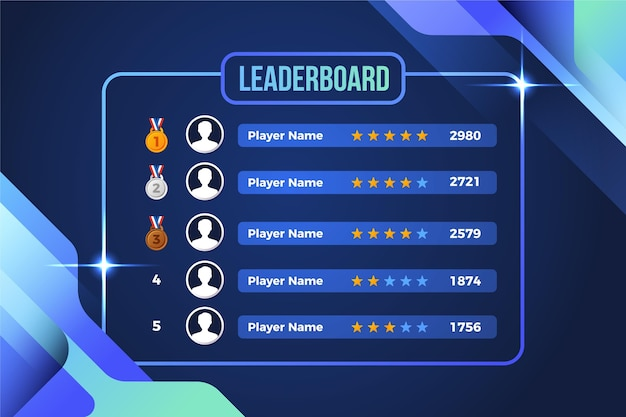 LEADERBOARD
1 Player Name 2980
2 Player Name 2721
3 Player Name 2579
4 Player Name 1874
5 Player Name 1756